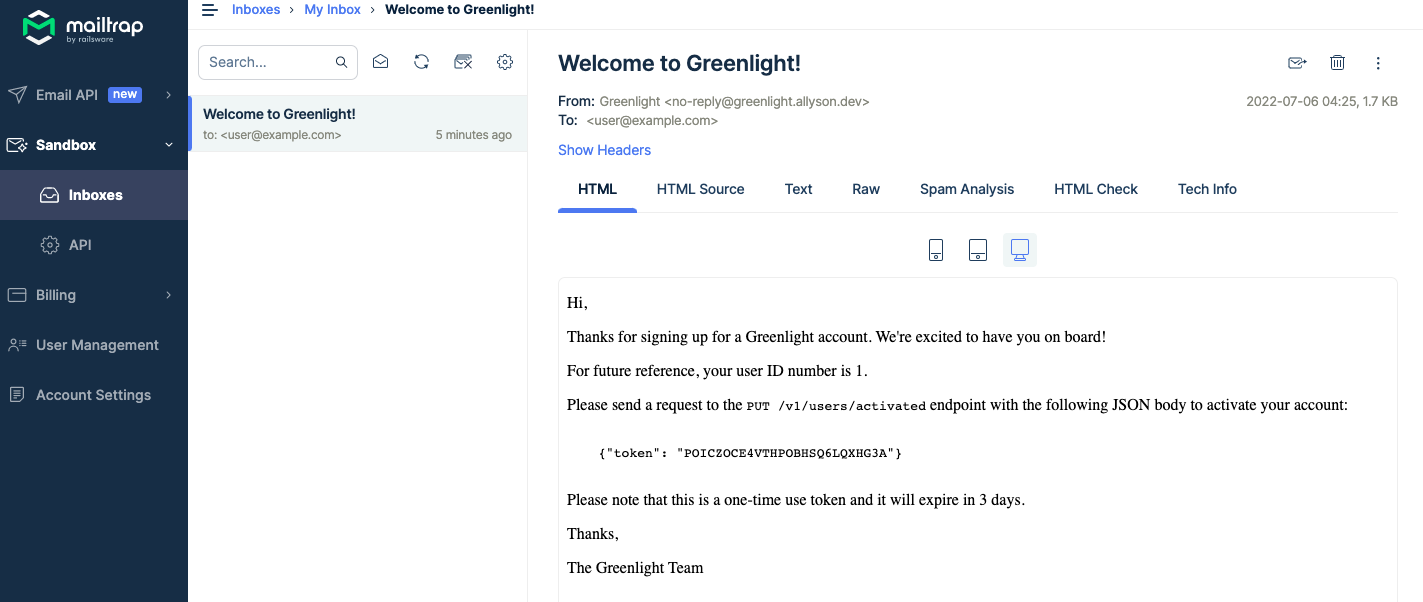 mailtrap
by railsware
Email API new
Sandbox
Inboxes
API
Billing
User Management
Account Settings
Inboxes › My Inbox › Welcome to Greenlight!
Search...
Welcome to Greenlight!
to: <user@example.com> 5 minutes ago
Welcome to Greenlight!
From: Greenlight <no-reply@greenlight.allyson.dev> 2022-07-06 04:25, 1.7 KB
To: <user@example.com>
Show Headers
HTML HTML Source Text Raw Spam Analysis HTML Check Tech Info
Hi,
Thanks for signing up for a Greenlight account. We're excited to have you on board!
For future reference, your user ID number is 1.
Please send a request to the PUT /v1/users/activated endpoint with the following JSON body to activate your account:
{"token": "POICZOCE4VTHPOBHSQ6LQXHG3A"}
Please note that this is a one-time use token and it will expire in 3 days.
Thanks,
The Greenlight Team